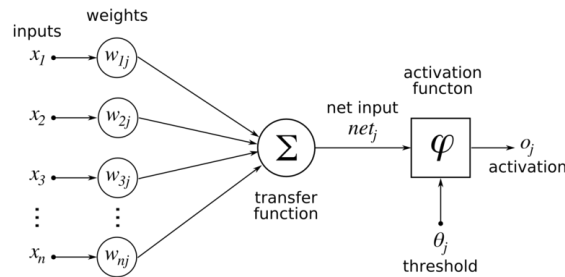 inputs
weights
x1
w1j
x2
w2j
x3
w3j
⋮
⋮
xn
wnj
Σ
transfer
function
net input
netj
activation
functon
φ
oj
activation
θj
threshold